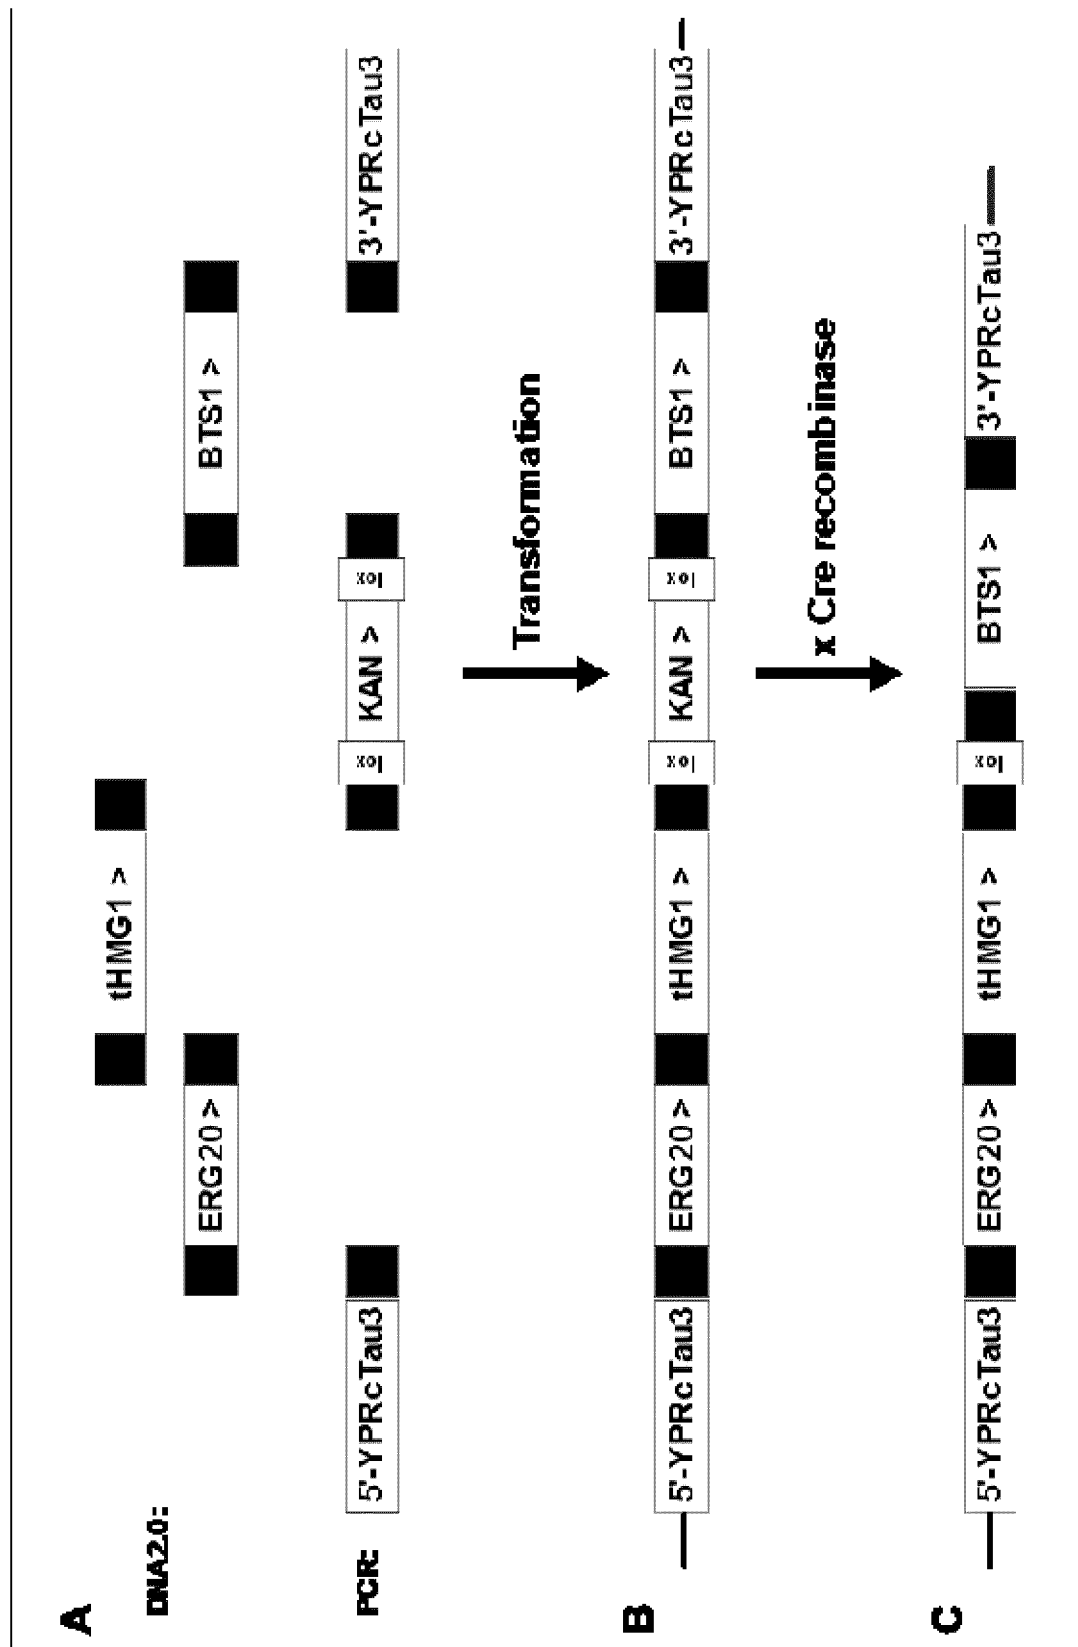 A
DNA2.0::
tHMG1 >
ERG20 >
BTS1 >
PCR:
5'-YPRcTau3
lox
KAN >
lox
3'-YPRcTau3
Transformation
B
5'-YPRcTau3
ERG20 >
tHMG1 >
lox
KAN >
lox
BTS1 >
3'-YPRcTau3
x Cre recombinase
C
5'-YPRcTau3
ERG20 >
tHMG1 >
lox
BTS1 >
3'-YPRcTau3